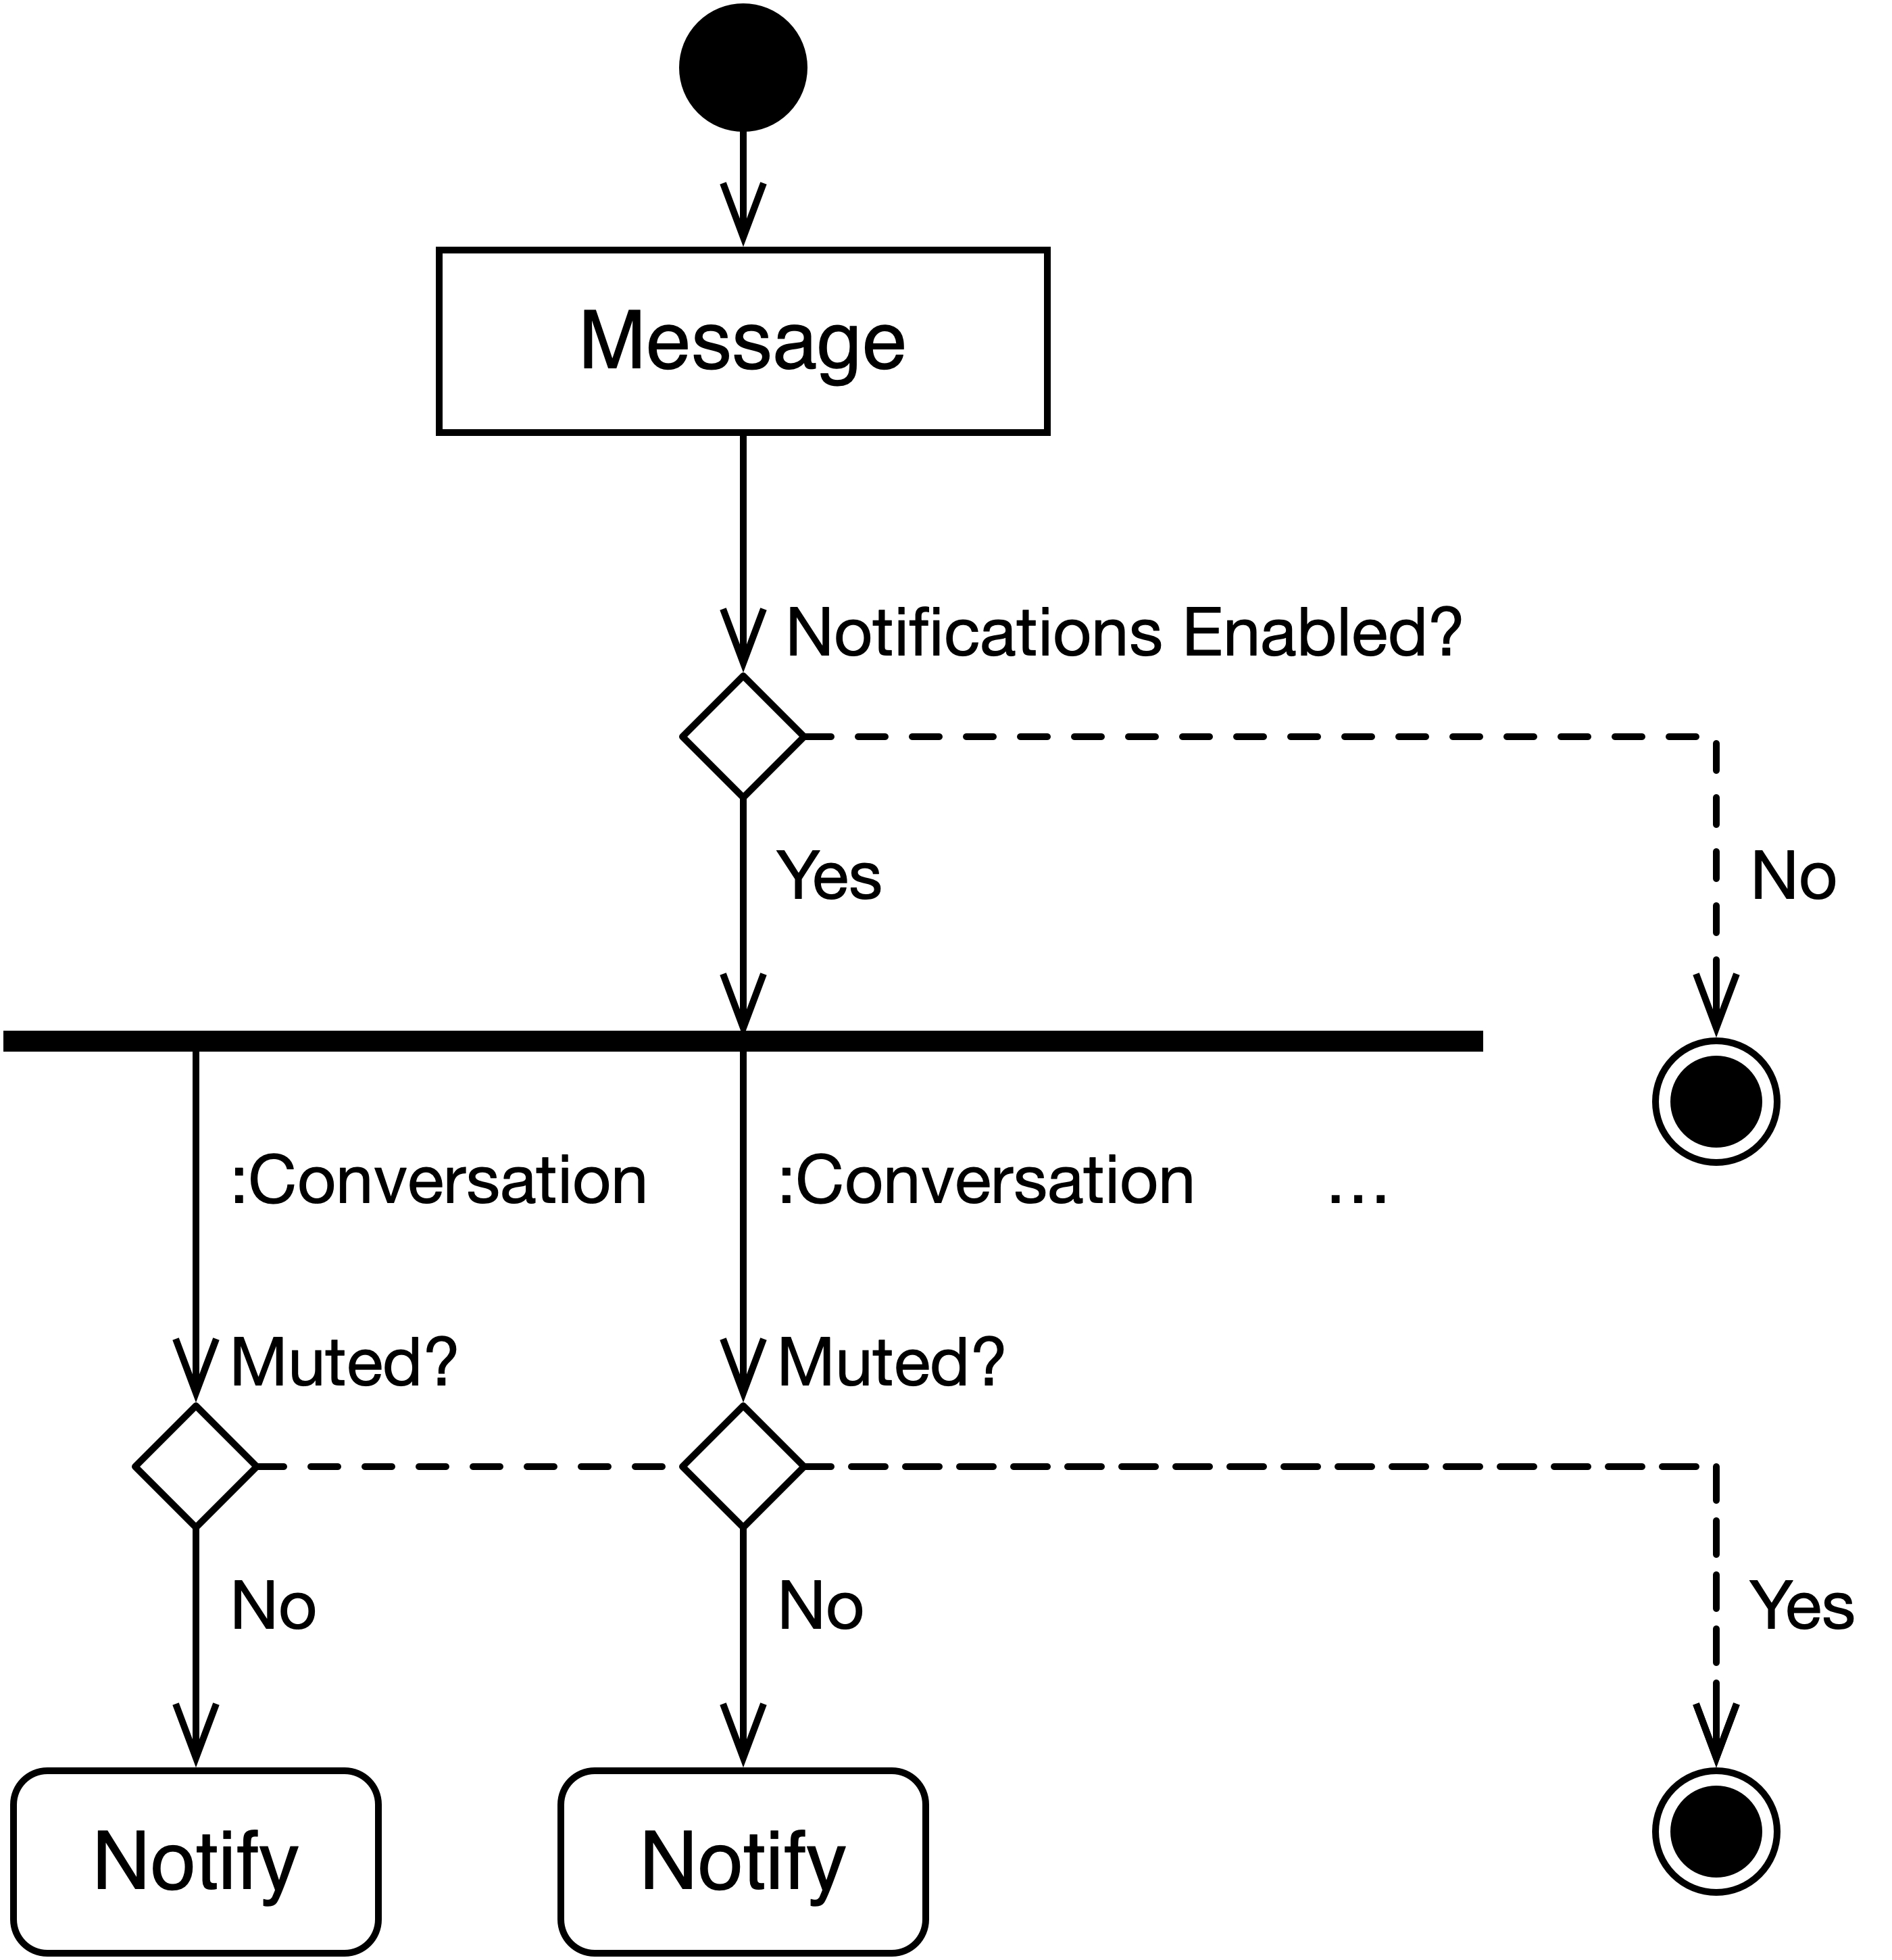 Message
Notifications Enabled?
Yes
No
:Conversation
:Conversation
...
Muted?
Muted?
No
No
Yes
Notify
Notify